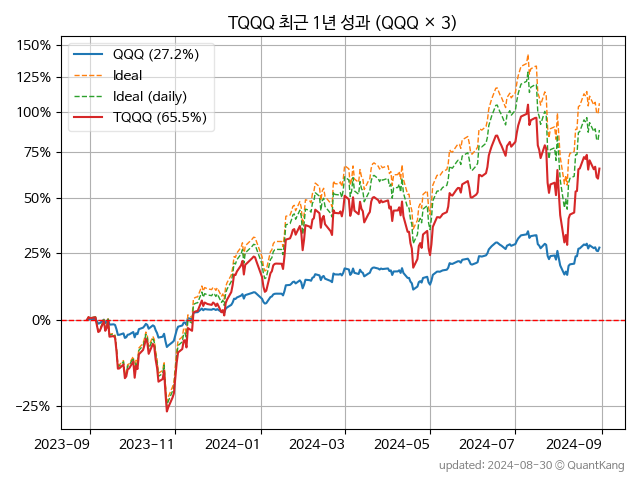 TQQQ 최근 1년 성과 (QQQ × 3)
150%
125%
100%
75%
50%
25%
0%
−25%
QQQ (27.2%)
Ideal
Ideal (daily)
TQQQ (65.5%)
2023-09
2023-11
2024-01
2024-03
2024-05
2024-07
2024-09
updated: 2024-08-30 © QuantKang